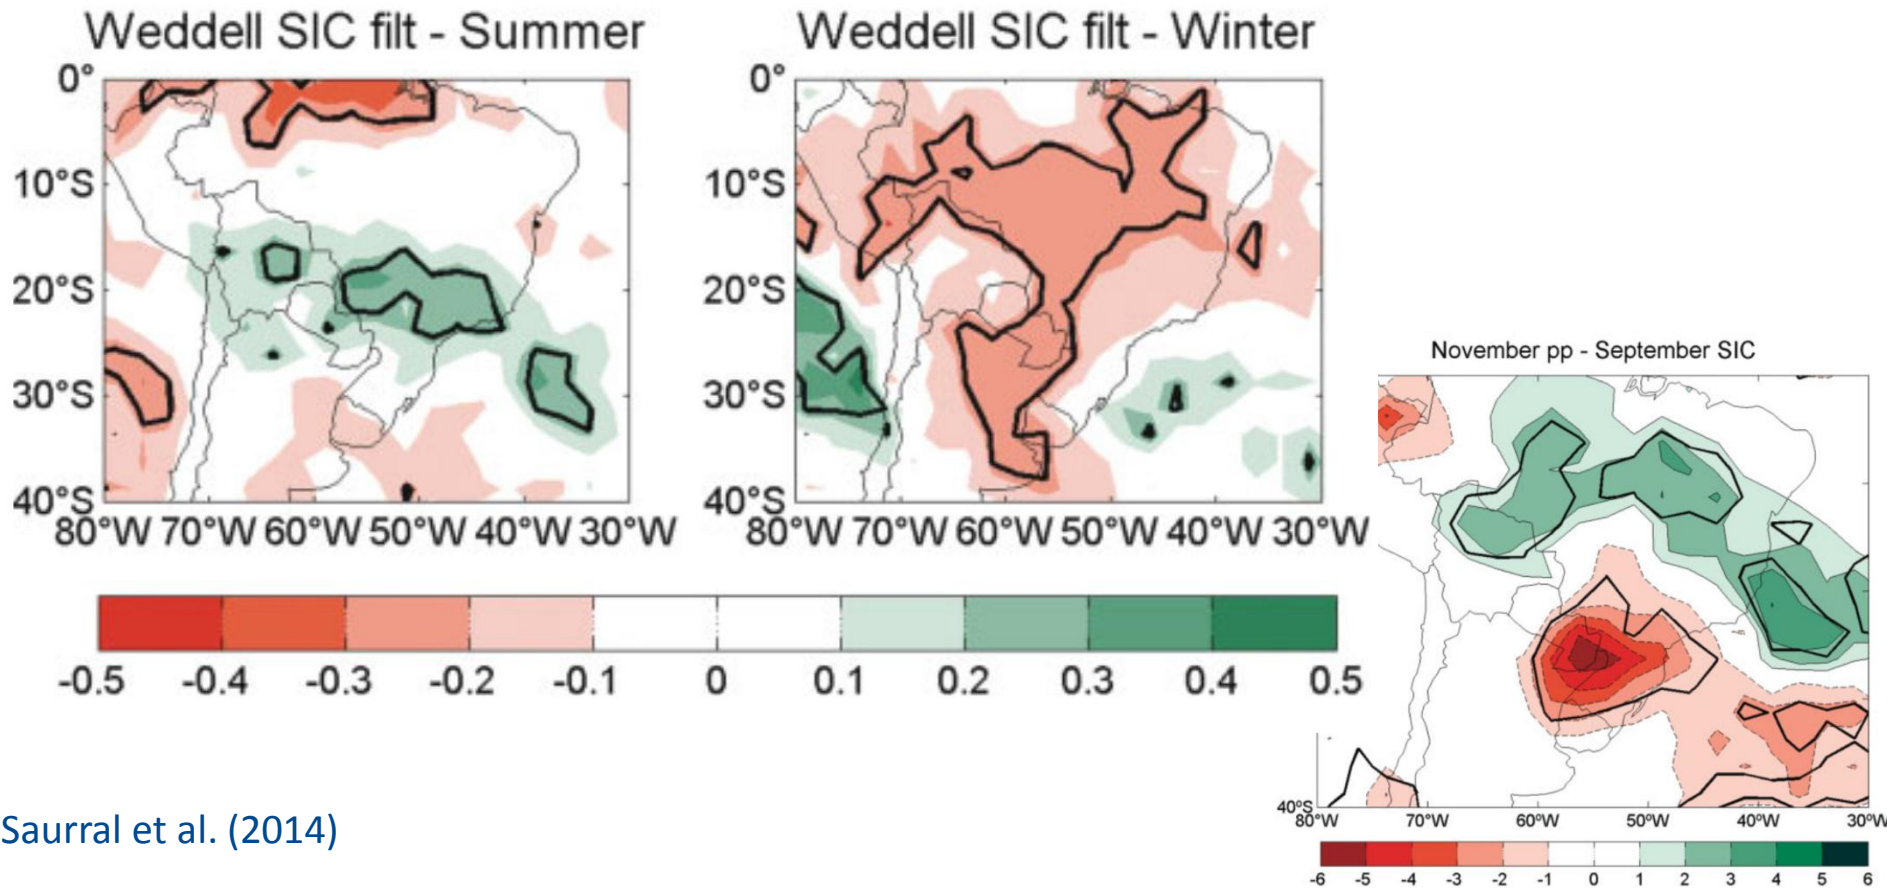 Weddell SIC filt - Summer
0°
10°S
20°S
30°S
40°S
80°W 70°W 60°W 50°W 40°W 30°W
Weddell SIC filt - Winter
0°
10°S
20°S
30°S
40°S
80°W 70°W 60°W 50°W 40°W 30°W
-0.5 -0.4 -0.3 -0.2 -0.1 0 0.1 0.2 0.3 0.4 0.5
November pp - September SIC
40°S
80°W 70°W 60°W 50°W 40°W 30°W
-6 -5 -4 -3 -2 -1 0 1 2 3 4 5 6
Saurral et al. (2014)